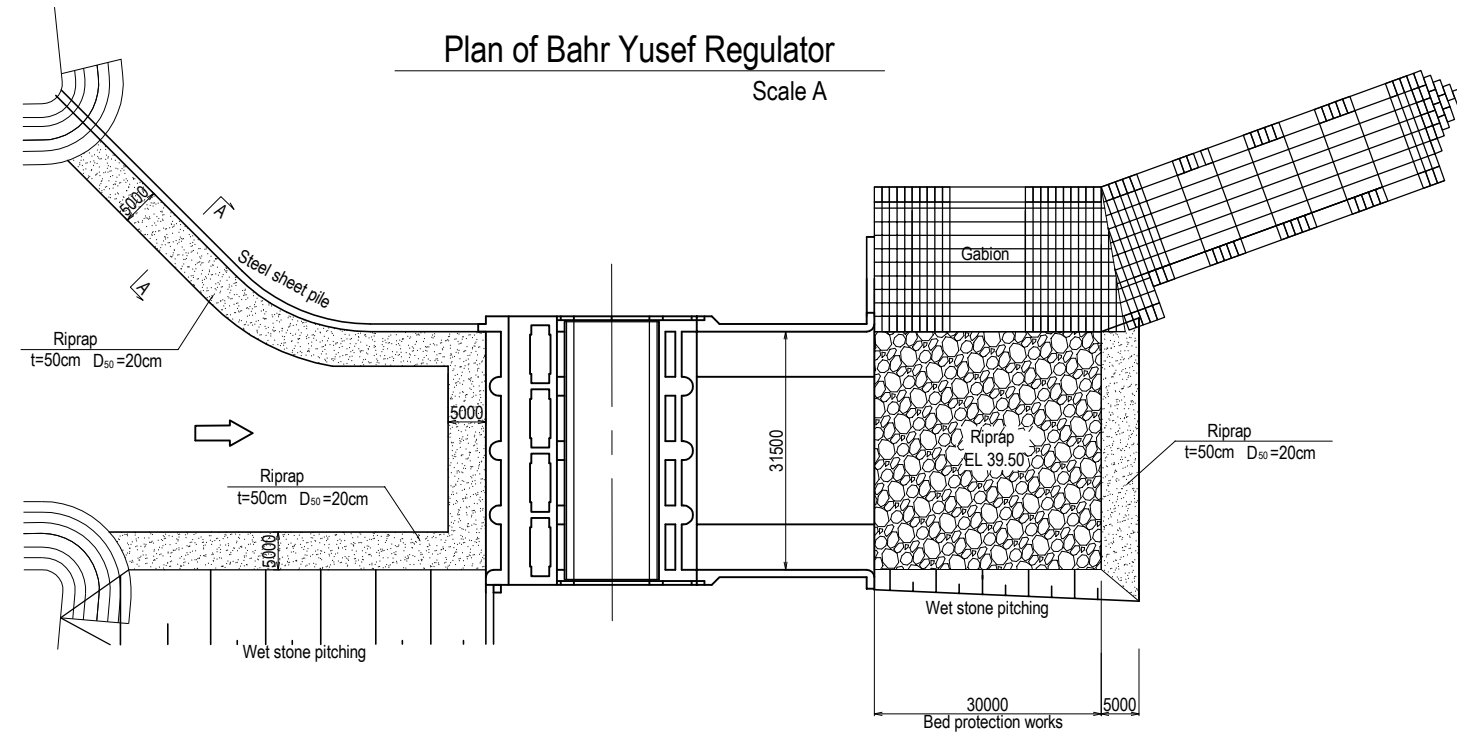 Plan of Bahr Yusef Regulator
Scale A
5000
A
A
Steel sheet pile
Gabion
Riprap
t=50cm D₅₀=20cm
5000
31500
Riprap
EL 39.50
Riprap
t=50cm D₅₀=20cm
Riprap
t=50cm D₅₀=20cm
5000
Wet stone pitching
Wet stone pitching
30000
5000
Bed protection works